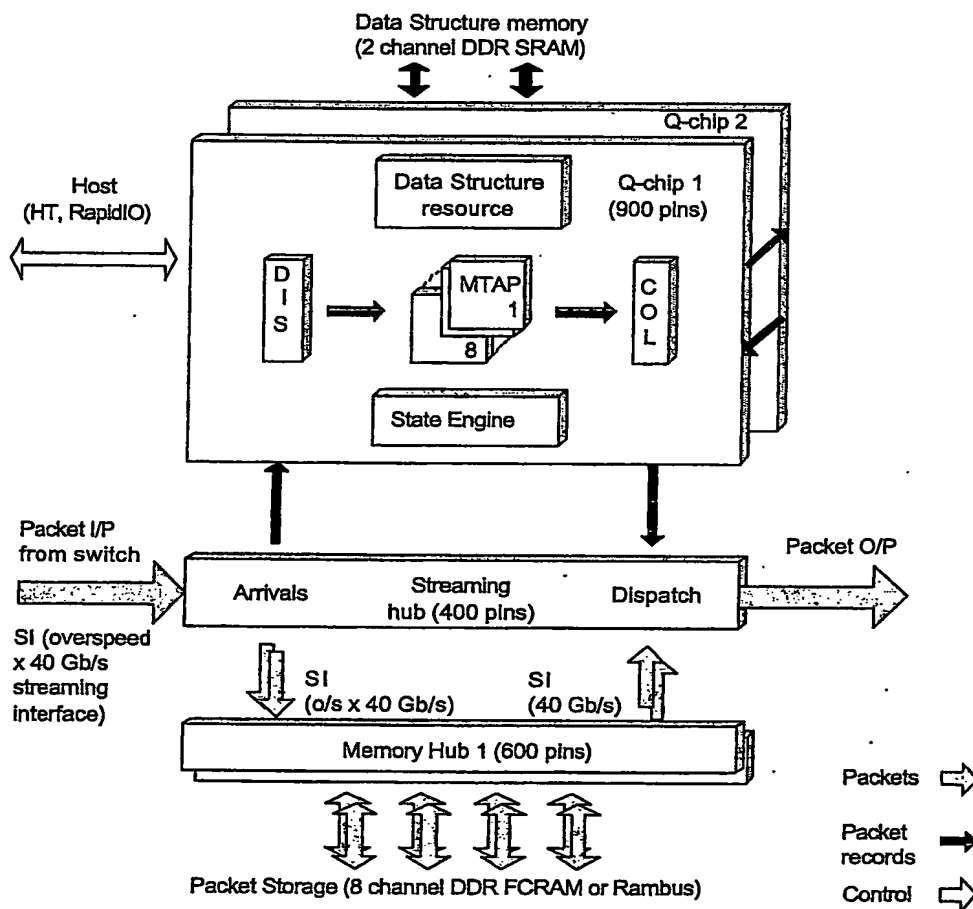 Data Structure memory
(2 channel DDR SRAM)
Q-chip 2
Host
(HT, RapidIO)
Data Structure
resource
Q-chip 1
(900 pins)
D
I
S
MTAP
1
8
C
O
L
State Engine
Packet I/P
from switch
Packet O/P
Arrivals
Streaming
hub (400 pins)
Dispatch
SI (overspeed
x 40 Gb/s
streaming
interface)
SI
(o/s x 40 Gb/s)
SI
(40 Gb/s)
Memory Hub 1 (600 pins)
Packets
Packet
records
Packet Storage (8 channel DDR FCRAM or Rambus)
Control